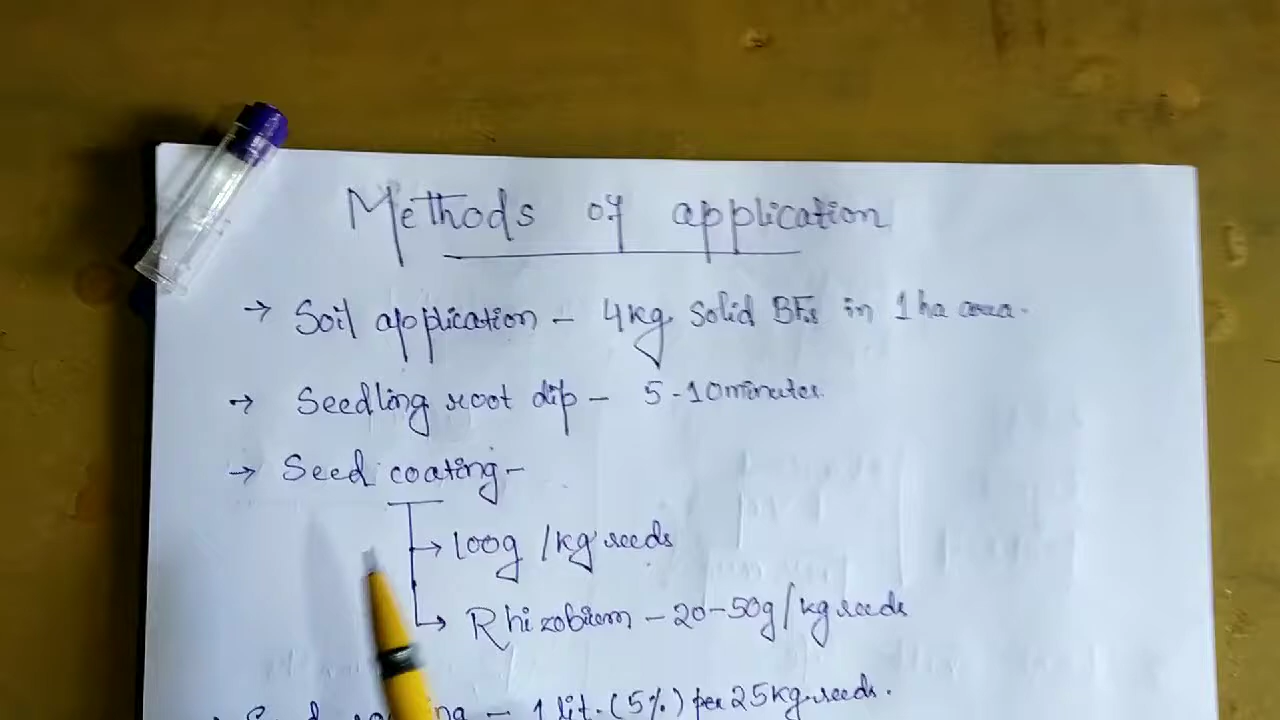 Methods of application
→ Soil application - 4kg solid BFs in 1 ha area.
→ Seedling root dip - 5-10 minutes.
→ Seed coating -
→ 100g /kg seeds
→ Rhizobium - 20-50g/kg seeds
- 1 lit. (5%) per 25kg seeds.